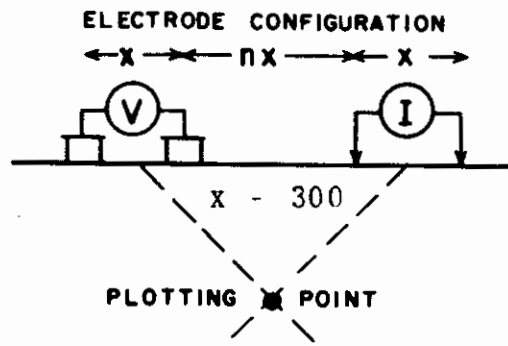 ELECTRODE CONFIGURATION
x nx x
V I
x - 300
PLOTTING POINT